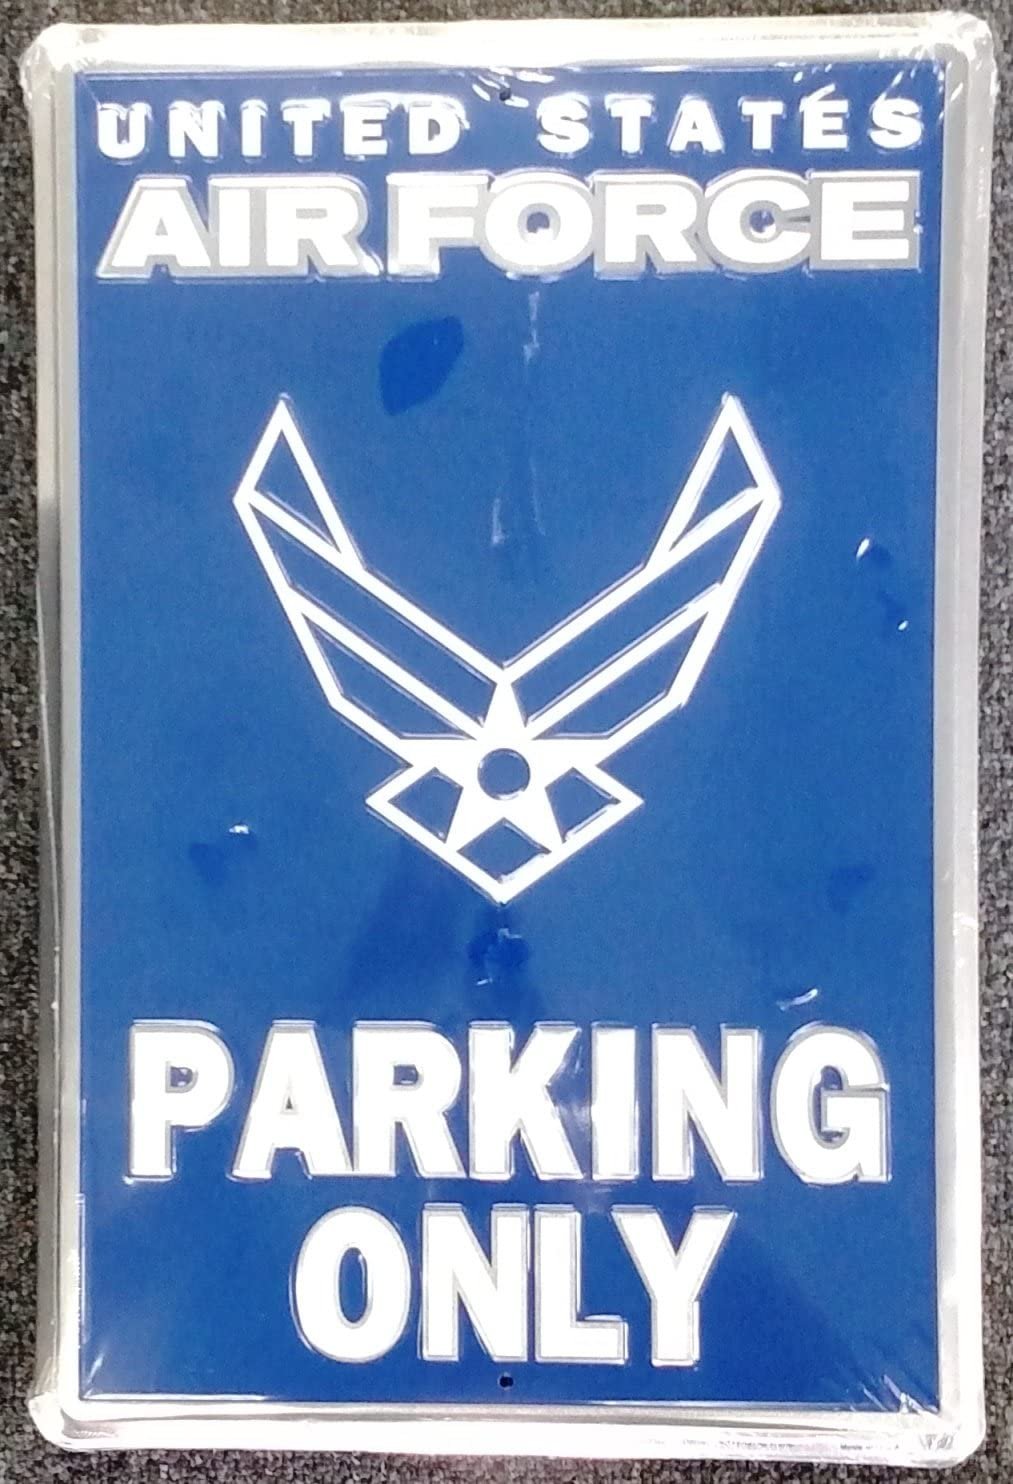 UNITED STATES
AIR FORCE
PARKING
ONLY